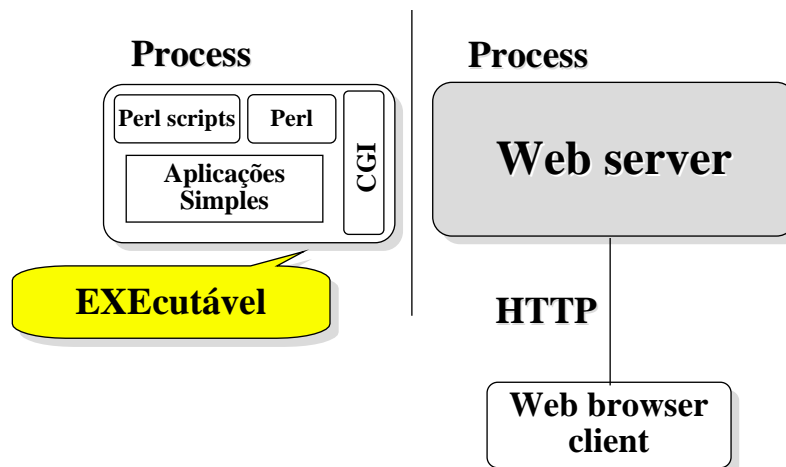 Process
Process
Perl scripts
Perl
CGI
Aplicações
Simples
Web server
EXEcutável
HTTP
Web browser
client